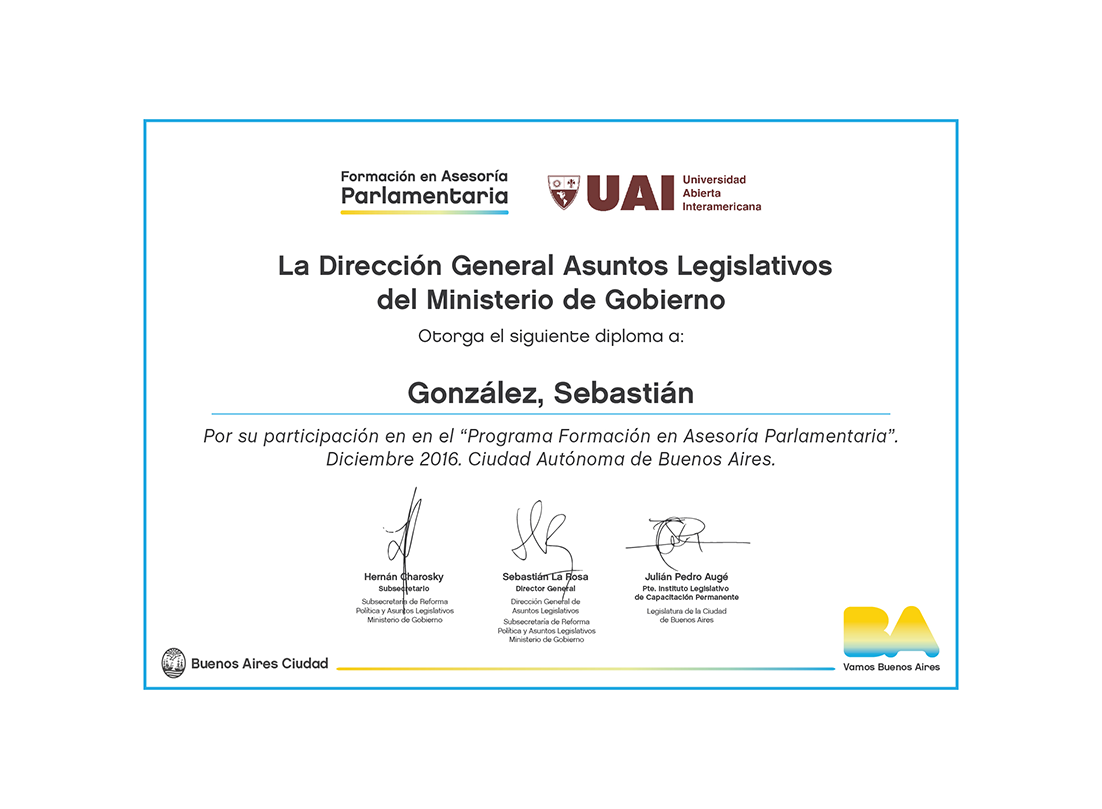 Formación en Asesoría
Parlamentaria
UAI
Universidad
Abierta
Interamericana
La Dirección General Asuntos Legislativos
del Ministerio de Gobierno
Otorga el siguiente diploma a:
González, Sebastián
Por su participación en en el “Programa Formación en Asesoría Parlamentaria”.
Diciembre 2016. Ciudad Autónoma de Buenos Aires.
Hernán Charosky
Subsecretario
Subsecretaría de Reforma
Política y Asuntos Legislativos
Ministerio de Gobierno
Sebastián La Rosa
Director General
Dirección General de
Asuntos Legislativos
Subsecretaría de Reforma
Política y Asuntos Legislativos
Ministerio de Gobierno
Julián Pedro Augé
Pte. Instituto Legislativo
de Capacitación Permanente
Legislatura de la Ciudad
de Buenos Aires
Buenos Aires Ciudad
BA
Vamos Buenos Aires